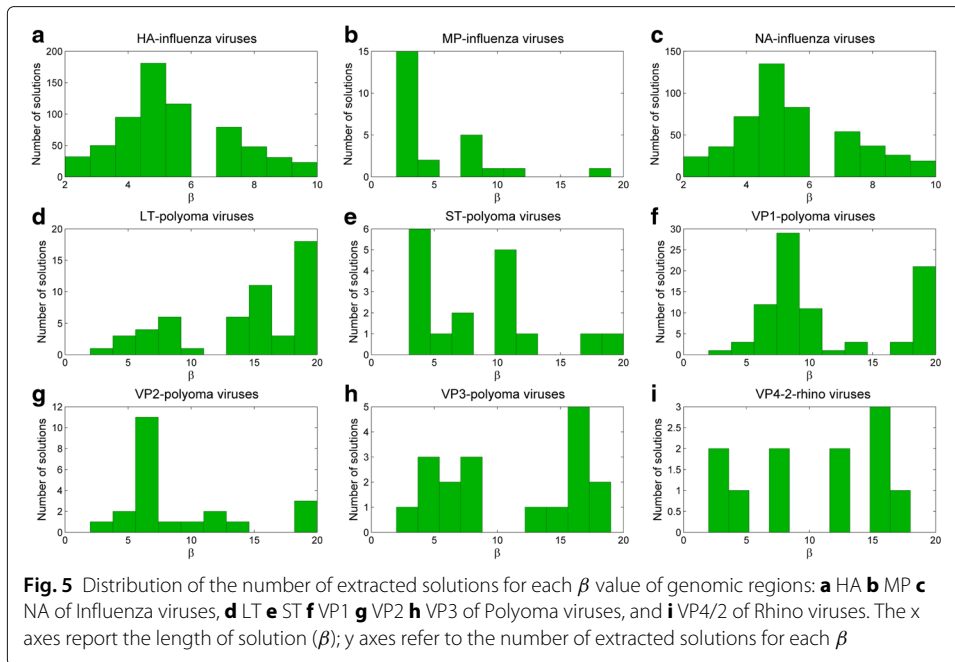 a
HA-influenza viruses
Number of solutions
200
150
100
50
0
2 4 6 8 10
β
b
MP-influenza viruses
Number of solutions
15
10
5
0
0 5 10 15 20
β
c
NA-influenza viruses
Number of solutions
150
100
50
0
2 4 6 8 10
β
d
LT-polyoma viruses
Number of solutions
20
15
10
5
0
0 5 10 15 20
β
e
ST-polyoma viruses
Number of solutions
6
5
4
3
2
1
0
0 5 10 15 20
β
f
VP1-polyoma viruses
Number of solutions
30
25
20
15
10
5
0
0 5 10 15 20
β
g
VP2-polyoma viruses
Number of solutions
12
10
8
6
4
2
0
0 5 10 15 20
β
h
VP3-polyoma viruses
Number of solutions
5
4
3
2
1
0
0 5 10 15 20
β
i
VP4-2-rhino viruses
Number of solutions
3
2.5
2
1.5
1
0.5
0
0 5 10 15 20
β
Fig. 5 Distribution of the number of extracted solutions for each β value of genomic regions: a HA b MP c
NA of Influenza viruses, d LT e ST f VP1 g VP2 h VP3 of Polyoma viruses, and i VP4/2 of Rhino viruses. The x
axes report the length of solution (β); y axes refer to the number of extracted solutions for each β